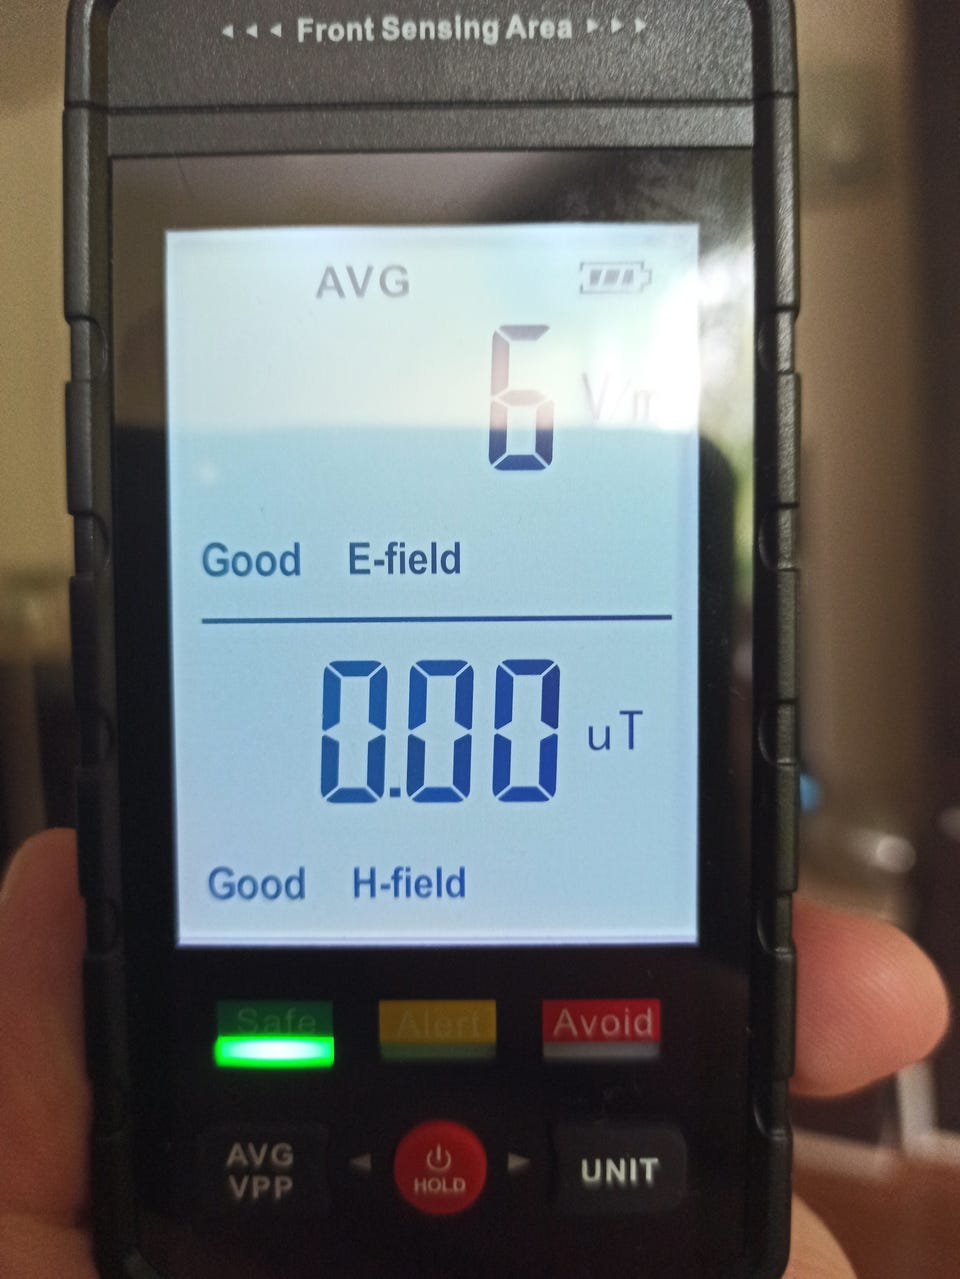 Front Sensing Area
AVG
6 V/m
Good E-field
0.00 uT
Good H-field
Safe Alert Avoid
AVG
VPP
HOLD
UNIT